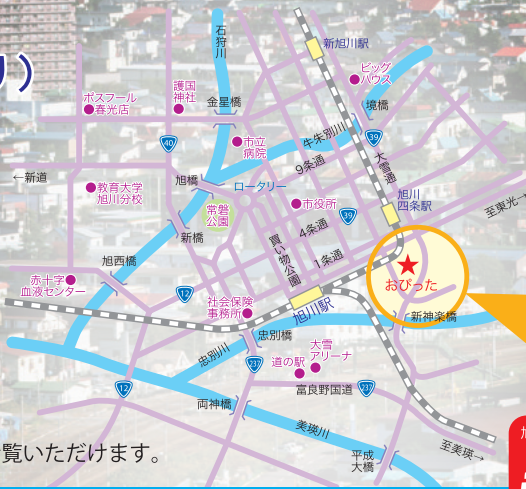 り）
石狩川
新旭川駅
ビッグ
ハウス
ポスフール
春光店
護国
神社
金星橋
境橋
40
市立
病院
牛朱別川
39
9条通
大雪通
←新道
旭橋
ロータリー
教育大学
旭川分校
常磐
公園
市役所
39
旭川
四条駅
至東光→
新橋
買い物公園
4条通
1条通
旭西橋
おぴった
赤十字
血液センター
12
社会保険
事務所
旭川駅
新神楽橋
忠別橋
忠別川
237
大雪
アリーナ
道の駅
12
富良野国道
237
両神橋
美瑛川
至美瑛→
平成
大橋
覧いただけます。